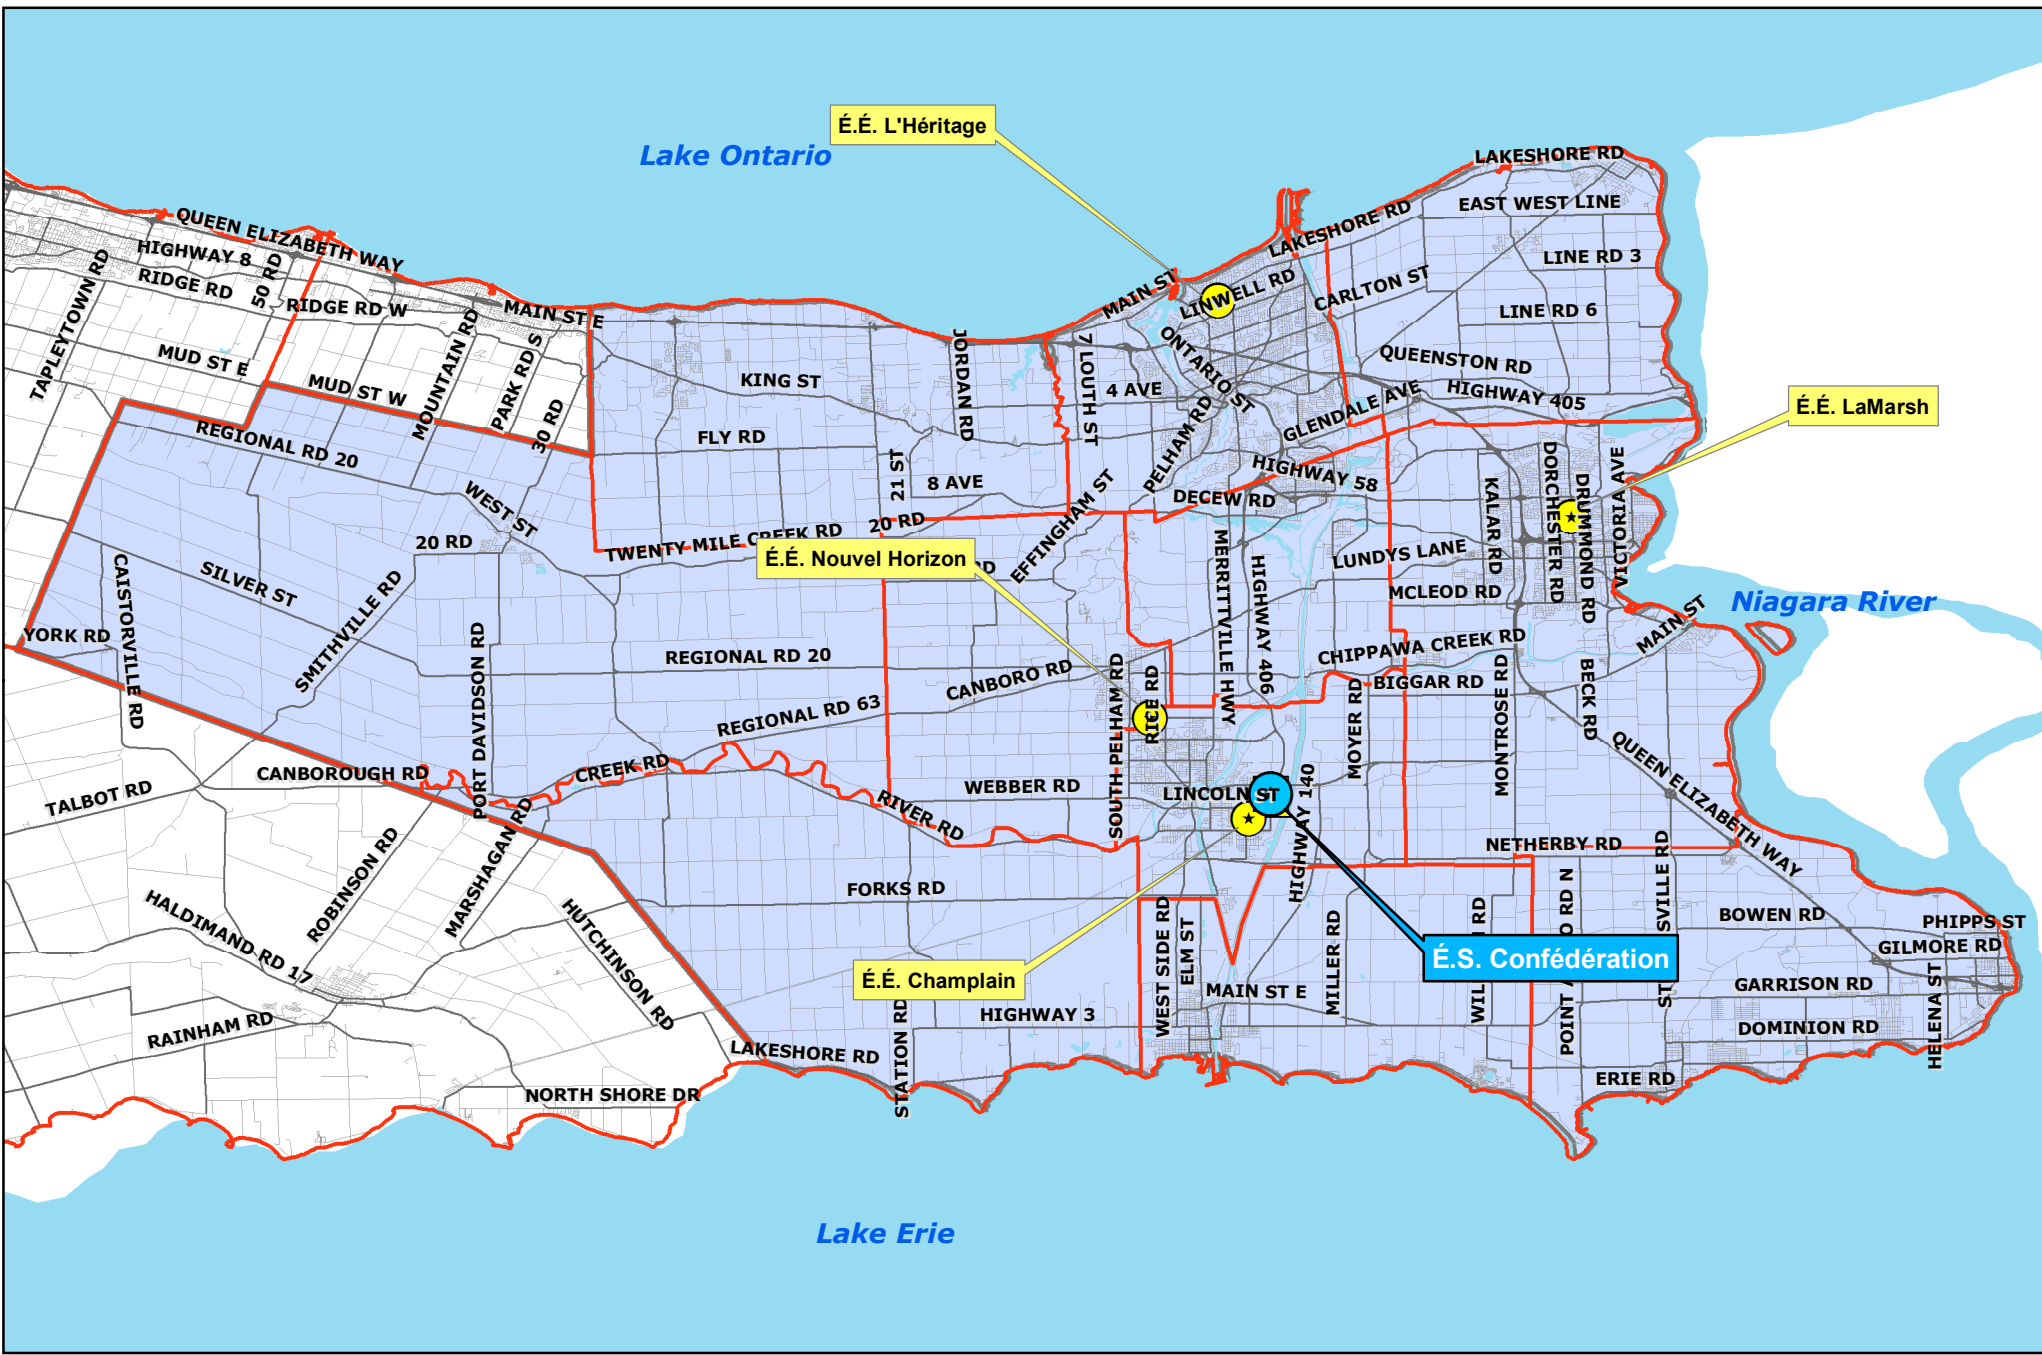 É.É. L'Héritage
Lake Ontario
LAKESHORE RD
EAST WEST LINE
QUEEN ELIZABETH WAY
LAKESHORE RD
HIGHWAY 8
LINE RD 3
RIDGE RD
50 RD
TAPLEYTOWN RD
RIDGE RD W
MAIN ST E
MAIN ST
LINWELL RD
CARLTON ST
LINE RD 6
MUD ST E
MOUNTAIN RD
PARK RD S
JORDAN RD
7 LOUTH ST
ONTARIO ST
QUEENSTON RD
MUD ST W
KING ST
4 AVE
HIGHWAY 405
É.É. LaMarsh
30 RD
FLY RD
PELHAM RD
GLENDALE AVE
REGIONAL RD 20
21 ST
8 AVE
HIGHWAY 58
KALAR RD
DORCHESTER RD
DRUMMOND RD
VICTORIA AVE
WEST ST
DECEW RD
20 RD
TWENTY MILE CREEK RD
20 RD
EFFINGHAM ST
É.É. Nouvel Horizon
RD
MERRITTVILLE HWY
HIGHWAY 406
LUNDYS LANE
CAISTORVILLE RD
SILVER ST
SMITHVILLE RD
MCLEOD RD
Niagara River
YORK RD
PORT DAVIDSON RD
REGIONAL RD 20
CANBORO RD
SOUTH PELHAM RD
RICE RD
CHIPPAWA CREEK RD
MAIN ST
BIGGAR RD
MOYER RD
MONTROSE RD
BECK RD
REGIONAL RD 63
QUEEN ELIZABETH WAY
CANBOROUGH RD
CREEK RD
TALBOT RD
WEBBER RD
LINCOLN ST
HIGHWAY 140
RIVER RD
ROBINSON RD
MARSHAGAN RD
NETHERBY RD
FORKS RD
HALDIMAND RD 17
HUTCHINSON RD
WEST SIDE RD
ELM ST
MILLER RD
WIL
RD
POINT A
O RD N
ST
SVILLE RD
BOWEN RD
PHIPPS ST
GILMORE RD
É.S. Confédération
É.É. Champlain
MAIN ST E
GARRISON RD
HELENA ST
RAINHAM RD
STATION RD
HIGHWAY 3
DOMINION RD
LAKESHORE RD
ERIE RD
NORTH SHORE DR
Lake Erie